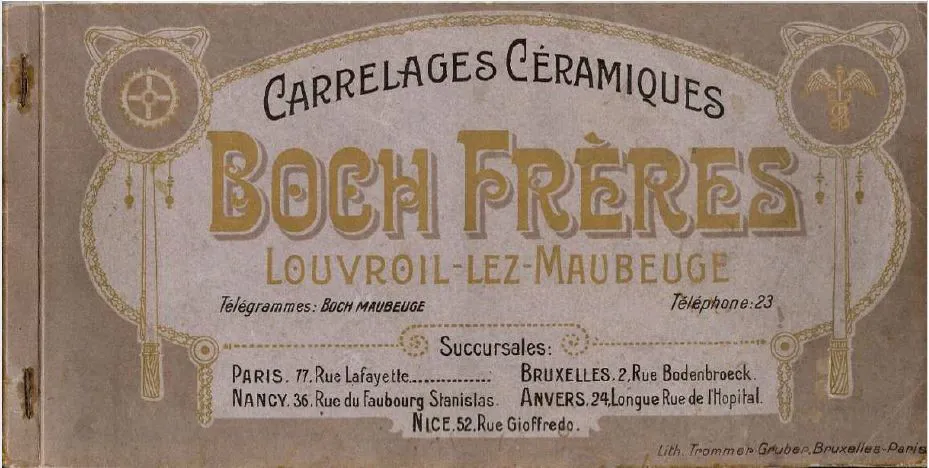 CARRELAGES CÉRAMIQUES
BOCH FRÈRES
LOUVROIL-LEZ-MAUBEUGE
Télégrammes: BOCH MAUBEUGE Téléphone: 23
Succursales:
PARIS. 77, Rue Lafayette............... BRUXELLES. 2, Rue Bodenbroeck.
NANCY. 36, Rue du Faubourg Stanislas. ANVERS. 24, Longue Rue de l'Hopital.
NICE. 52, Rue Gioffredo.
Lith. Trommer Gruber, Bruxelles-Paris